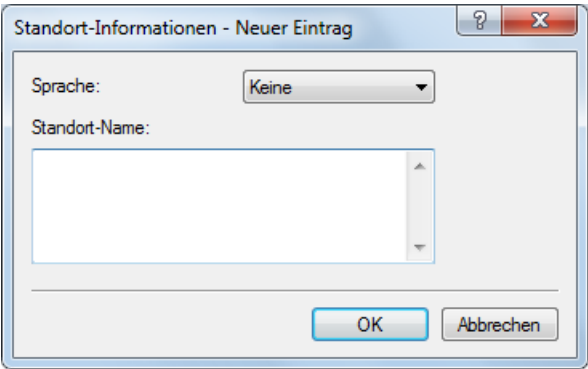 Standort-Informationen - Neuer Eintrag
Sprache: Keine
Standort-Name:
OK Abbrechen